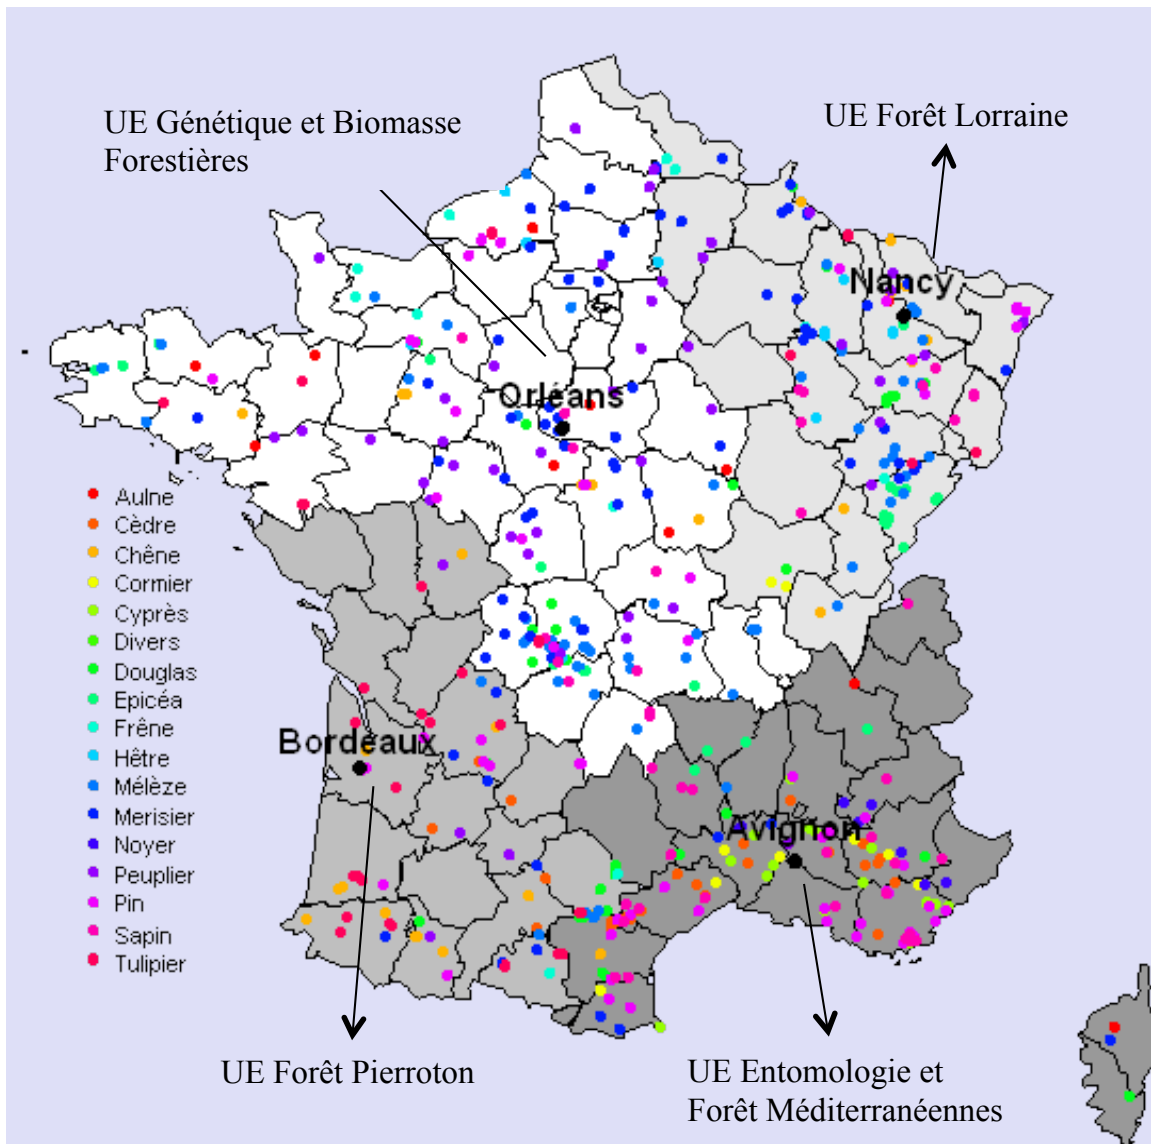 UE Génétique et Biomasse
Forestières
UE Forêt Lorraine
Nancy
Orléans
Aulne
Cèdre
Chêne
Cormier
Cyprès
Divers
Douglas
Epicéa
Frêne
Hêtre
Mélèze
Merisier
Noyer
Peuplier
Pin
Sapin
Tulipier
Bordeaux
Avignon
UE Forêt Pierroton
UE Entomologie et
Forêt Méditerranéennes